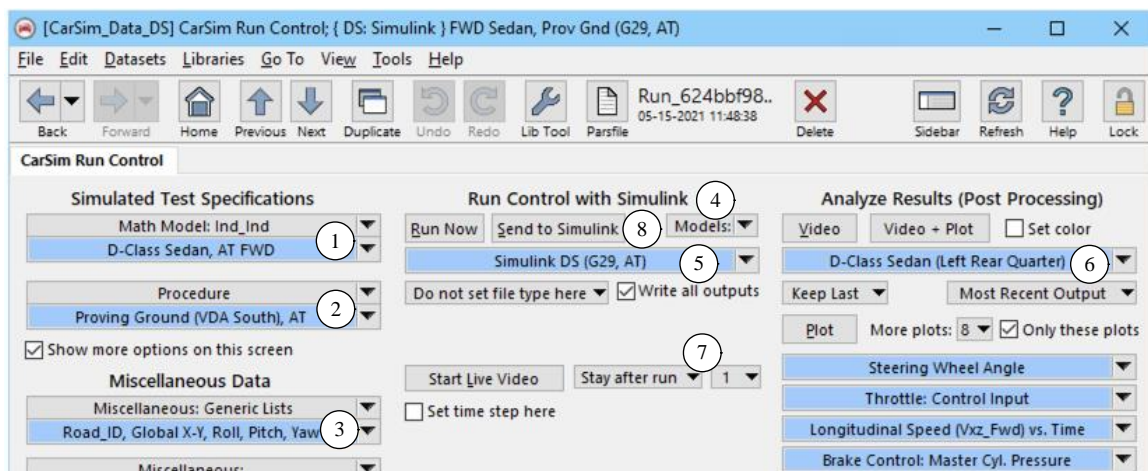 [CarSim_Data_DS] CarSim Run Control; { DS: Simulink } FWD Sedan, Prov Gnd (G29, AT)
File Edit Datasets Libraries Go To View Tools Help
Run_624bbf98..
05-15-2021 11:48:38
Back Forward Home Previous Next Duplicate Undo Redo Lib Tool Parsfile Delete Sidebar Refresh Help Lock
CarSim Run Control
Simulated Test Specifications
Math Model: Ind_Ind
D-Class Sedan, AT FWD
1
Procedure
Proving Ground (VDA South), AT
2
Show more options on this screen
Miscellaneous Data
Miscellaneous: Generic Lists
Road_ID, Global X-Y, Roll, Pitch, Yaw
3
Miscellaneous:
Run Control with Simulink
4
Run Now Send to Simulink 8 Models:
Simulink DS (G29, AT) 5
Do not set file type here Write all outputs
7
Start Live Video Stay after run 1
Set time step here
Analyze Results (Post Processing)
Video Video + Plot Set color
D-Class Sedan (Left Rear Quarter) 6
Keep Last Most Recent Output
Plot More plots: 8 Only these plots
Steering Wheel Angle
Throttle: Control Input
Longitudinal Speed (Vxz_Fwd) vs. Time
Brake Control: Master Cyl. Pressure